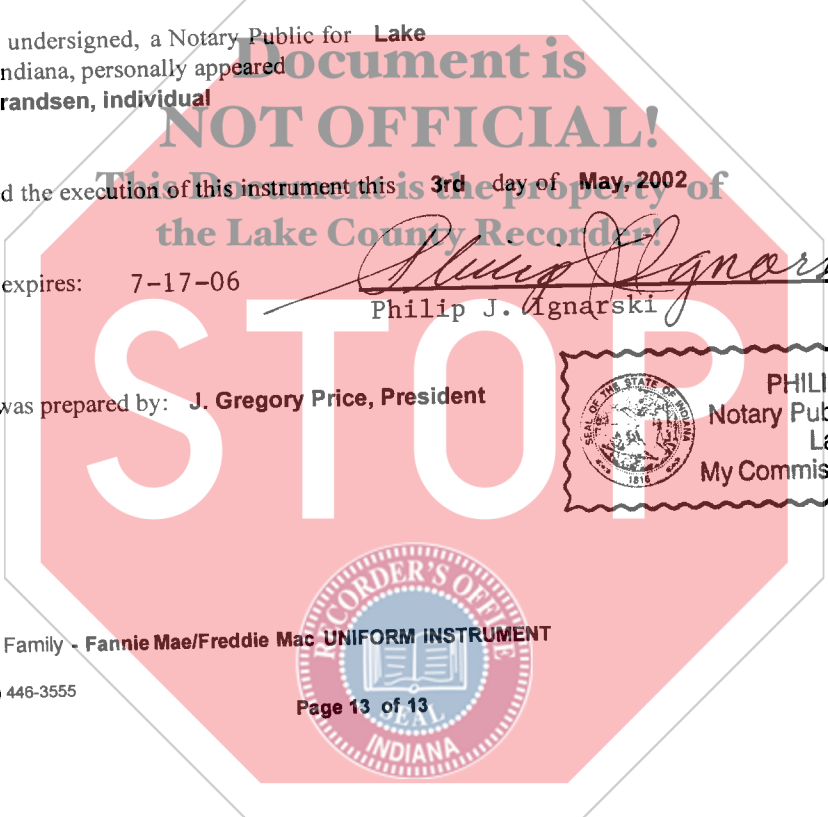 undersigned, a Notary Public for Lake
ndiana, personally appeared
randsen, individual
Document is
NOT OFFICIAL!
This Document is the property of
the Lake County Recorder!
d the execution of this instrument this 3rd day of May, 2002
expires: 7-17-06
Philip J. Ignarski
Philip J. Ignarski
STOP
was prepared by: J. Gregory Price, President
SEAL OF THE STATE OF INDIANA
1816
PHILI
Notary Pub
La
My Commis
RECORDER'S OFFICE
SEAL
INDIANA
Family - Fannie Mae/Freddie Mac UNIFORM INSTRUMENT
446-3555
Page 13 of 13